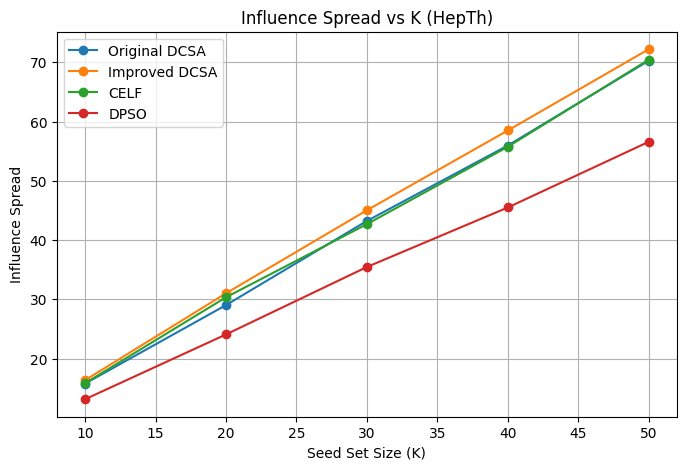 Influence Spread vs K (HepTh)
Original DCSA
Improved DCSA
CELF
DPSO
Influence Spread
70
60
50
40
30
20
10 15 20 25 30 35 40 45 50
Seed Set Size (K)